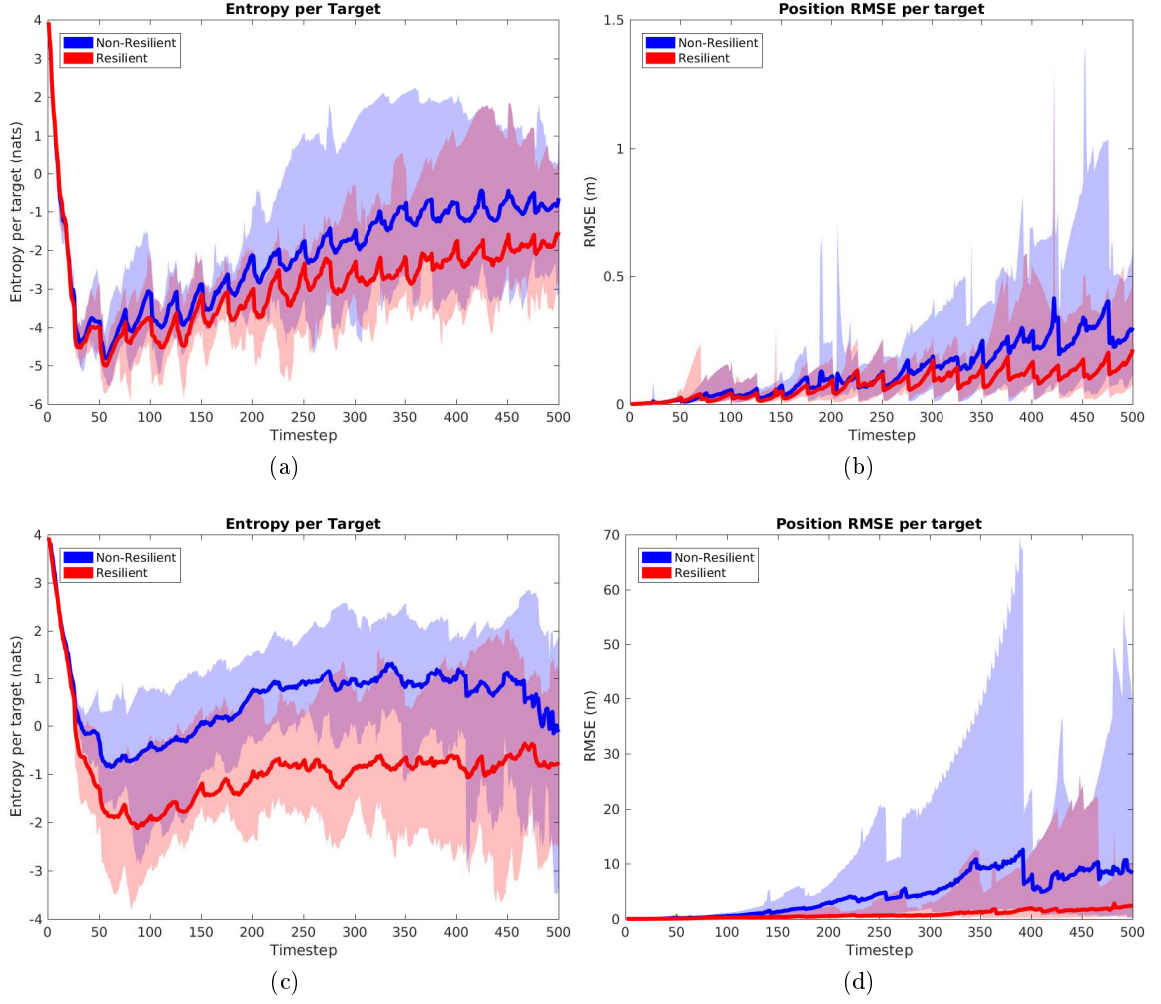 Entropy per Target
Non-Resilient
Resilient
Entropy per target (nats)
4
3
2
1
0
-1
-2
-3
-4
-5
-6
0 50 100 150 200 250 300 350 400 450 500
Timestep
(a)
Position RMSE per target
Non-Resilient
Resilient
RMSE (m)
1.5
1
0.5
0
0 50 100 150 200 250 300 350 400 450 500
Timestep
(b)
Entropy per Target
Non-Resilient
Resilient
Entropy per target (nats)
4
3
2
1
0
-1
-2
-3
-4
0 50 100 150 200 250 300 350 400 450 500
Timestep
(c)
Position RMSE per target
Non-Resilient
Resilient
RMSE (m)
70
60
50
40
30
20
10
0
0 50 100 150 200 250 300 350 400 450 500
Timestep
(d)